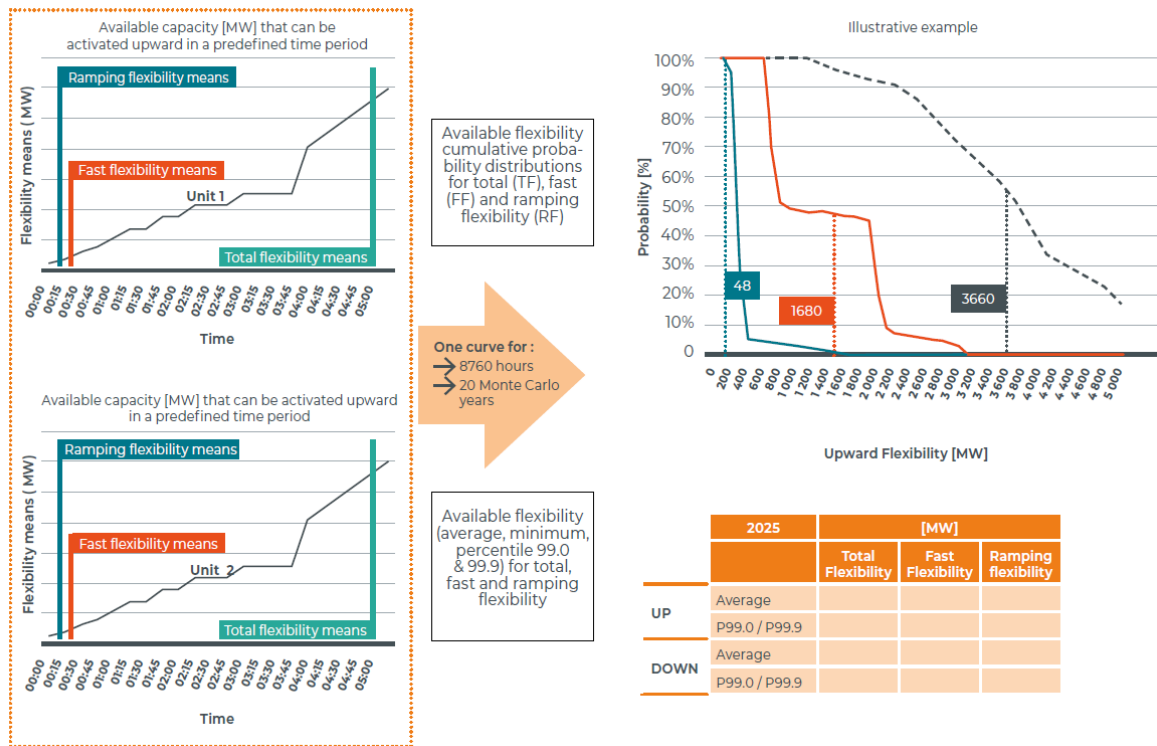 Available capacity [MW] that can be
activated upward in a predefined time period
Flexibility means ( MW)
Ramping flexibility means
Fast flexibility means
Unit 1
Total flexibility means
00:00
00:15
00:30
00:45
01:00
01:15
01:30
01:45
02:00
02:15
02:30
02:45
03:00
03:15
03:30
03:45
04:00
04:15
04:30
04:45
05:00
Time
Available capacity [MW] that can be activated upward
in a predefined time period
Flexibility means ( MW)
Ramping flexibility means
Fast flexibility means
Unit 2
Total flexibility means
00:00
00:15
00:30
00:45
01:00
01:15
01:30
01:45
02:00
02:15
02:30
02:45
03:00
03:15
03:30
03:45
04:00
04:15
04:30
04:45
05:00
Time
Available flexibility
cumulative proba-
bility distributions
for total (TF), fast
(FF) and ramping
flexibility (RF)
One curve for :
→ 8760 hours
→ 20 Monte Carlo
years
Available flexibility
(average, minimum,
percentile 99.0
& 99.9) for total,
fast and ramping
flexibility
Illustrative example
Probability [%]
100%
90%
80%
70%
60%
50%
40%
30%
20%
10%
0
48
1680
3660
0
200
400
600
800
1 000
1 200
1 400
1 600
1 800
2 000
2 200
2 400
2 600
2 800
3 000
3 200
3 400
3 600
3 800
4 000
4 200
4 400
4 600
4 800
5 000
Upward Flexibility [MW]
2025 [MW]
Total Flexibility Fast Flexibility Ramping flexibility
UP
Average
P99.0 / P99.9
DOWN
Average
P99.0 / P99.9